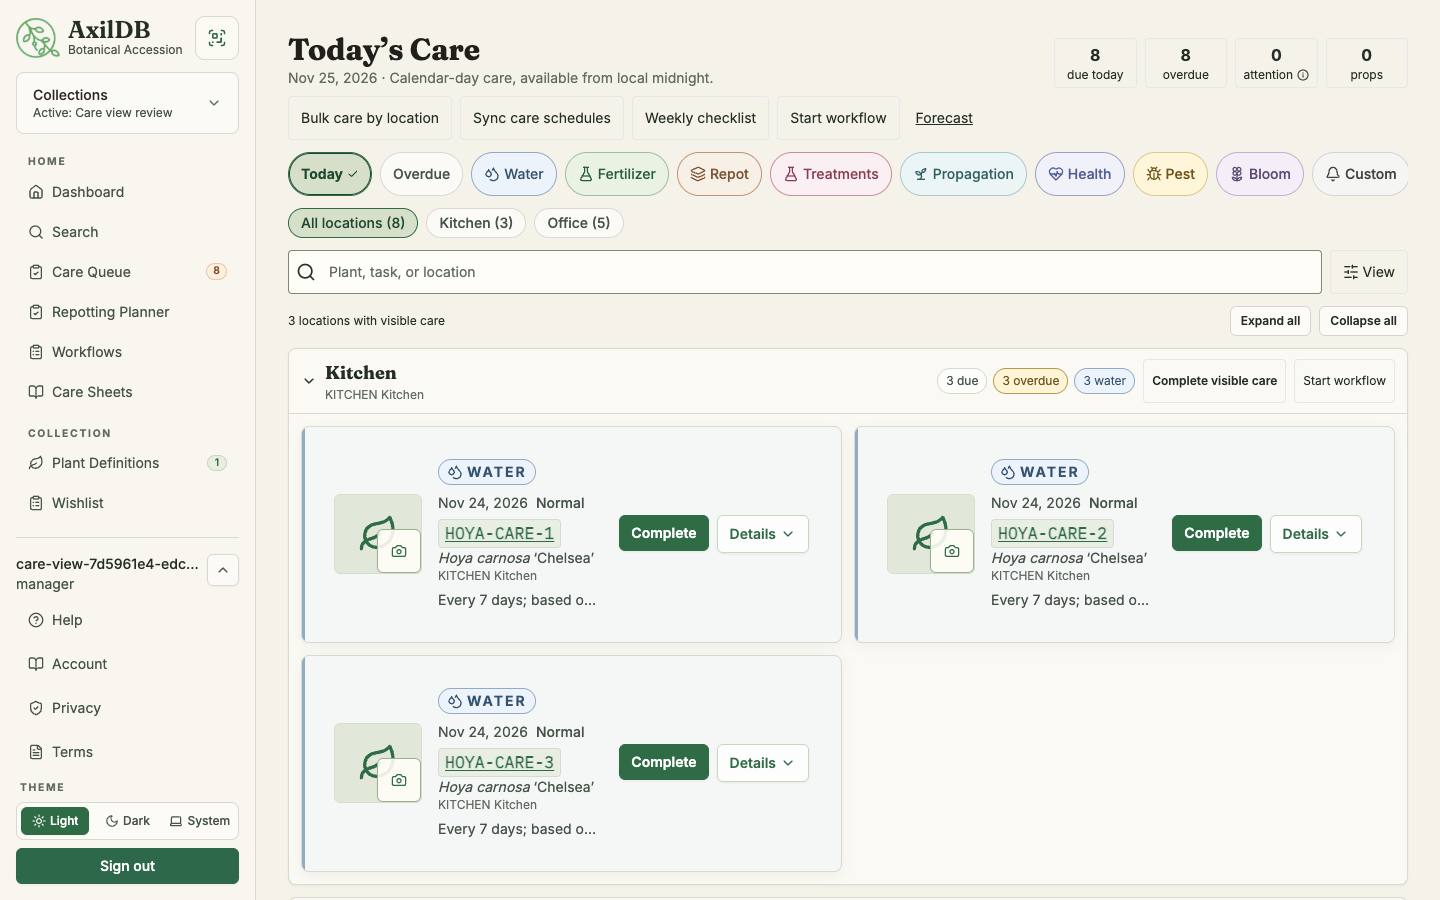 AxilDB
Botanical Accession
Collections
Active: Care view review
HOME
Dashboard
Search
Care Queue 8
Repotting Planner
Workflows
Care Sheets
COLLECTION
Plant Definitions 1
Wishlist
care-view-7d5961e4-edc...
manager
Help
Account
Privacy
Terms
THEME
Light Dark System
Sign out
Today’s Care
Nov 25, 2026 · Calendar-day care, available from local midnight.
8 due today
8 overdue
0 attention
0 props
Bulk care by location Sync care schedules Weekly checklist Start workflow Forecast
Today Overdue Water Fertilizer Repot Treatments Propagation Health Pest Bloom Custom
All locations (8) Kitchen (3) Office (5)
Plant, task, or location
View
3 locations with visible care
Expand all Collapse all
Kitchen
KITCHEN Kitchen
3 due 3 overdue 3 water Complete visible care Start workflow
WATER
Nov 24, 2026 Normal
HOYA-CARE-1
Hoya carnosa ‘Chelsea’
KITCHEN Kitchen
Every 7 days; based o...
Complete Details
WATER
Nov 24, 2026 Normal
HOYA-CARE-2
Hoya carnosa ‘Chelsea’
KITCHEN Kitchen
Every 7 days; based o...
Complete Details
WATER
Nov 24, 2026 Normal
HOYA-CARE-3
Hoya carnosa ‘Chelsea’
KITCHEN Kitchen
Every 7 days; based o...
Complete Details